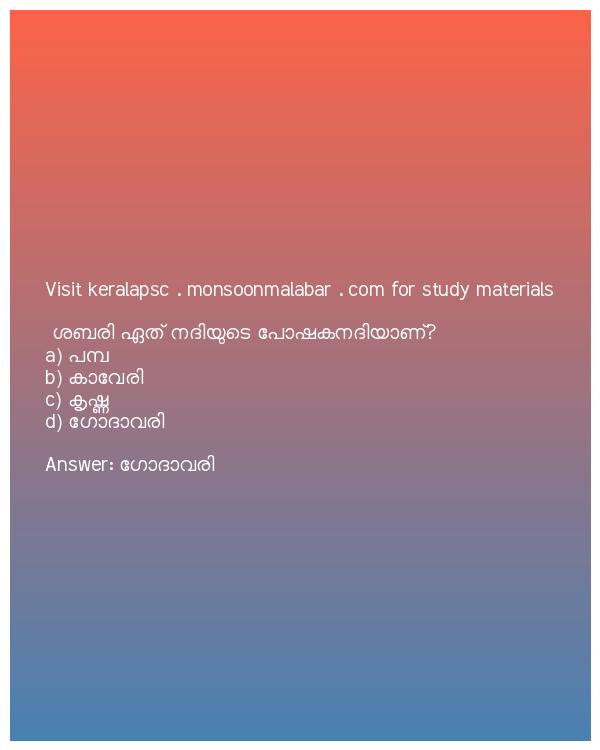 Visit keralapsc . monsoonmalabar . com for study materials
ശബരി ഏത് നദിയുടെ പോഷകനദിയാണ്?
a) പമ്പ
b) കാവേരി
c) കൃഷ്ണ
d) ഗോദാവരി
Answer: ഗോദാവരി